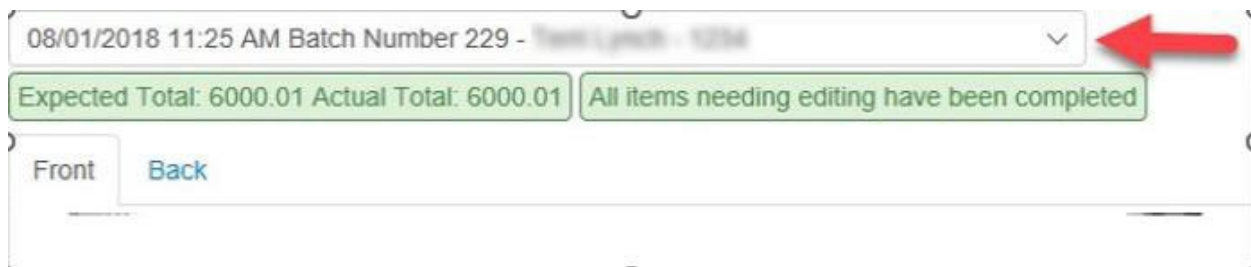 08/01/2018 11:25 AM Batch Number 229 -
Expected Total: 6000.01 Actual Total: 6000.01 All items needing editing have been completed
Front Back